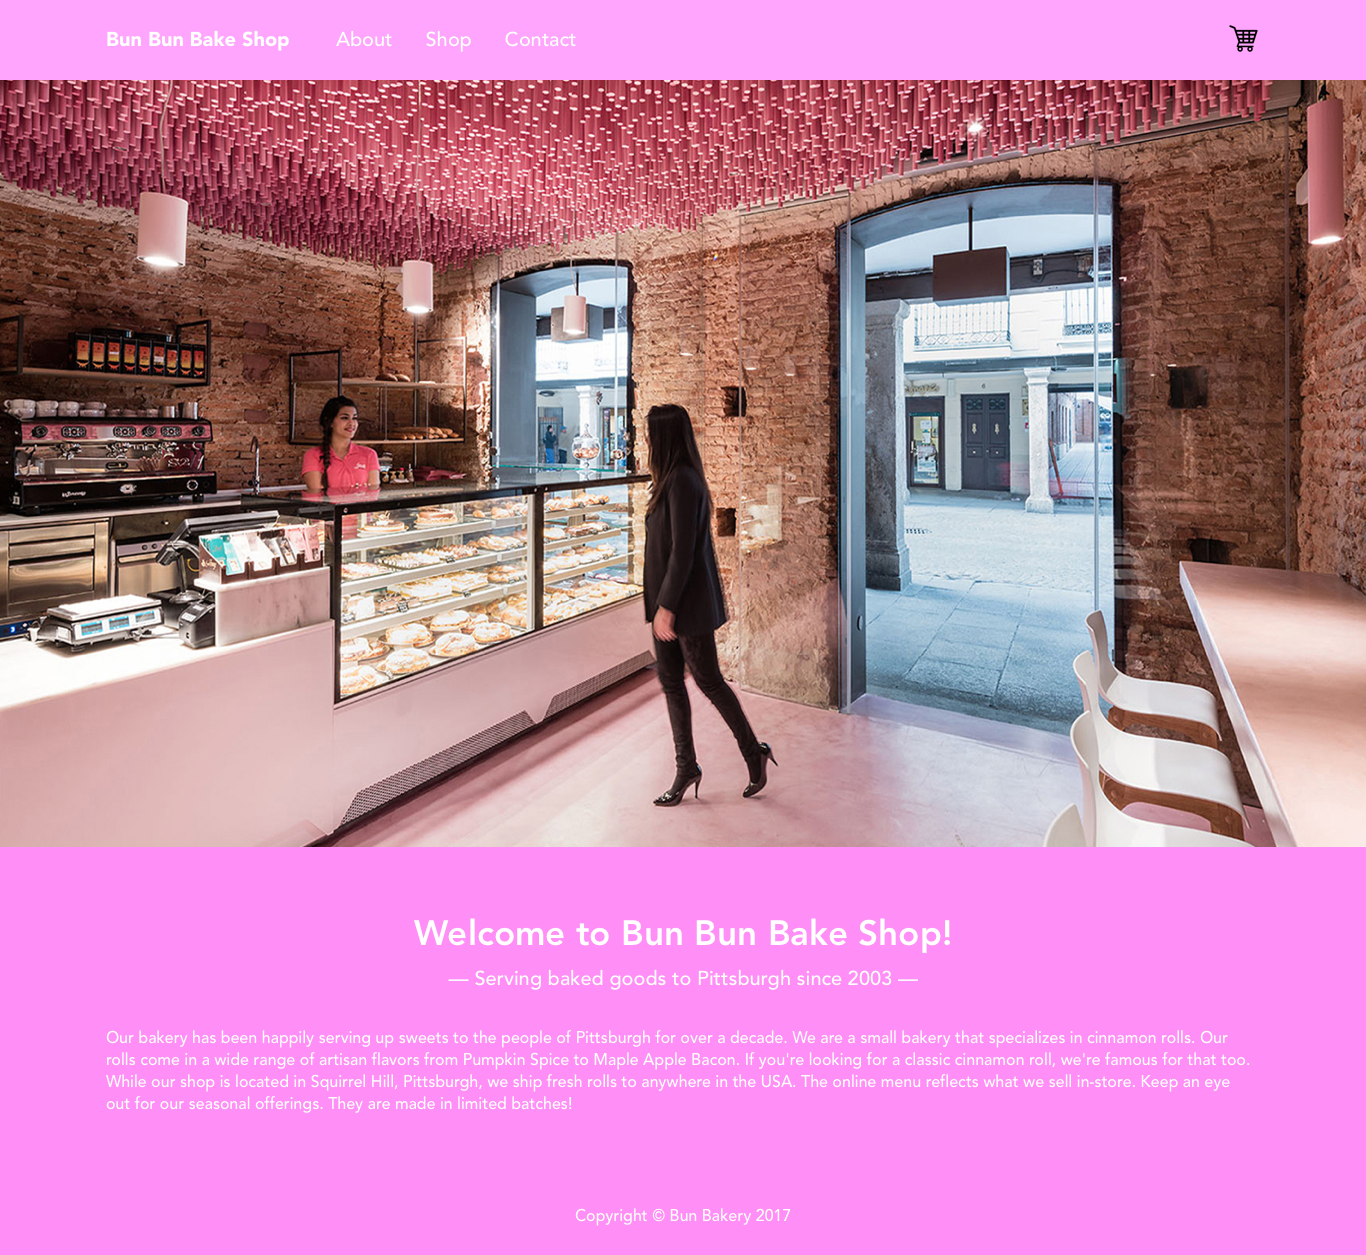 Bun Bun Bake Shop About Shop Contact
Welcome to Bun Bun Bake Shop!
— Serving baked goods to Pittsburgh since 2003 —
Our bakery has been happily serving up sweets to the people of Pittsburgh for over a decade. We are a small bakery that specializes in cinnamon rolls. Our
rolls come in a wide range of artisan flavors from Pumpkin Spice to Maple Apple Bacon. If you're looking for a classic cinnamon roll, we're famous for that too.
While our shop is located in Squirrel Hill, Pittsburgh, we ship fresh rolls to anywhere in the USA. The online menu reflects what we sell in-store. Keep an eye
out for our seasonal offerings. They are made in limited batches!
Copyright © Bun Bakery 2017